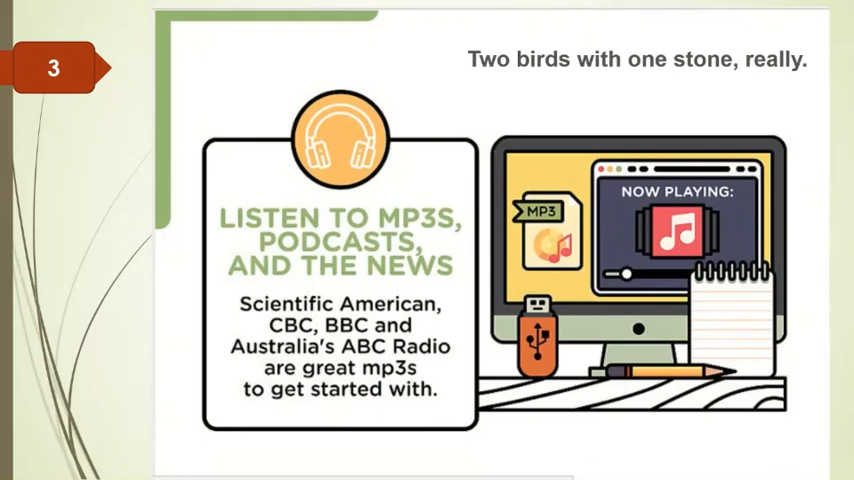 3
Two birds with one stone, really.
LISTEN TO MP3S,
PODCASTS,
AND THE NEWS
Scientific American,
CBC, BBC and
Australia's ABC Radio
are great mp3s
to get started with.
MP3
NOW PLAYING: